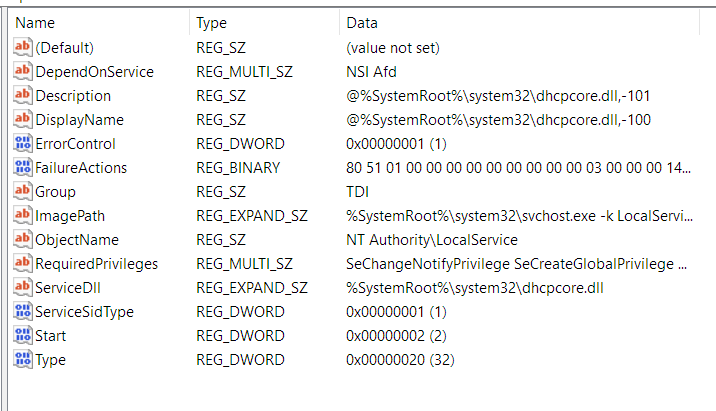 Name Type Data
(Default) REG_SZ (value not set)
DependOnService REG_MULTI_SZ NSI Afd
Description REG_SZ @%SystemRoot%\system32\dhcpcore.dll,-101
DisplayName REG_SZ @%SystemRoot%\system32\dhcpcore.dll,-100
ErrorControl REG_DWORD 0x00000001 (1)
FailureActions REG_BINARY 80 51 01 00 00 00 00 00 00 00 00 00 03 00 00 00 14...
Group REG_SZ TDI
ImagePath REG_EXPAND_SZ %SystemRoot%\system32\svchost.exe -k LocalServi...
ObjectName REG_SZ NT Authority\LocalService
RequiredPrivileges REG_MULTI_SZ SeChangeNotifyPrivilege SeCreateGlobalPrivilege ...
ServiceDll REG_EXPAND_SZ %SystemRoot%\system32\dhcpcore.dll
ServiceSidType REG_DWORD 0x00000001 (1)
Start REG_DWORD 0x00000002 (2)
Type REG_DWORD 0x00000020 (32)